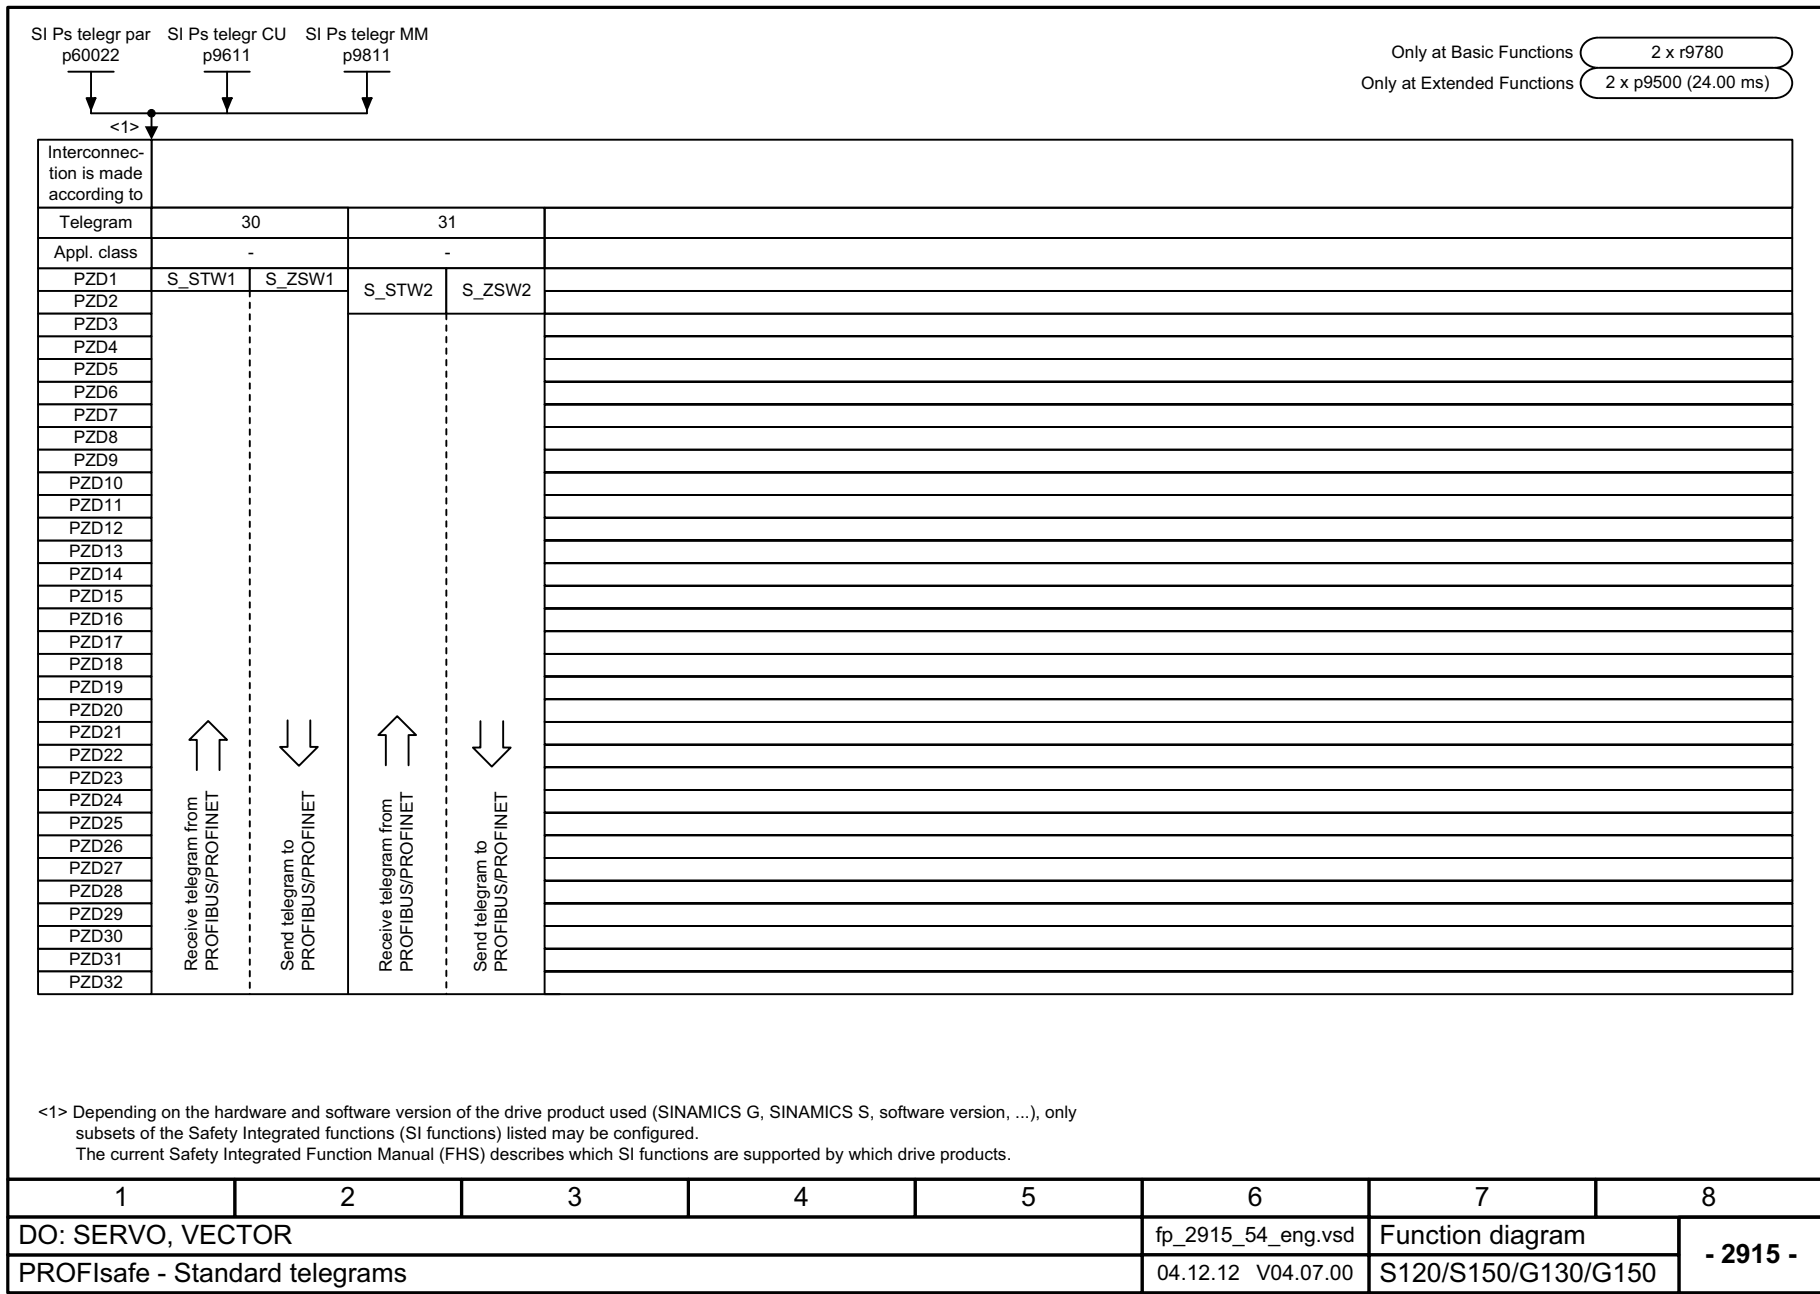 SI Ps telegr par SI Ps telegr CU SI Ps telegr MM
p60022 p9611 p9811
Only at Basic Functions 2 x r9780
Only at Extended Functions 2 x p9500 (24.00 ms)
<1>
Interconnec-
tion is made
according to
Telegram 30 31
Appl. class - -
PZD1 S_STW1 S_ZSW1 S_STW2 S_ZSW2
PZD2
PZD3
PZD4
PZD5
PZD6
PZD7
PZD8
PZD9
PZD10
PZD11
PZD12
PZD13
PZD14
PZD15
PZD16
PZD17
PZD18
PZD19
PZD20
PZD21
PZD22
PZD23
PZD24
PZD25
PZD26
PZD27
PZD28
PZD29
PZD30
PZD31
PZD32
Receive telegram from
PROFIBUS/PROFINET
Send telegram to
PROFIBUS/PROFINET
Receive telegram from
PROFIBUS/PROFINET
Send telegram to
PROFIBUS/PROFINET
<1> Depending on the hardware and software version of the drive product used (SINAMICS G, SINAMICS S, software version, ...), only
subsets of the Safety Integrated functions (SI functions) listed may be configured.
The current Safety Integrated Function Manual (FHS) describes which SI functions are supported by which drive products.
1 2 3 4 5 6 7 8
DO: SERVO, VECTOR fp_2915_54_eng.vsd Function diagram
- 2915 -
PROFIsafe - Standard telegrams 04.12.12 V04.07.00 S120/S150/G130/G150